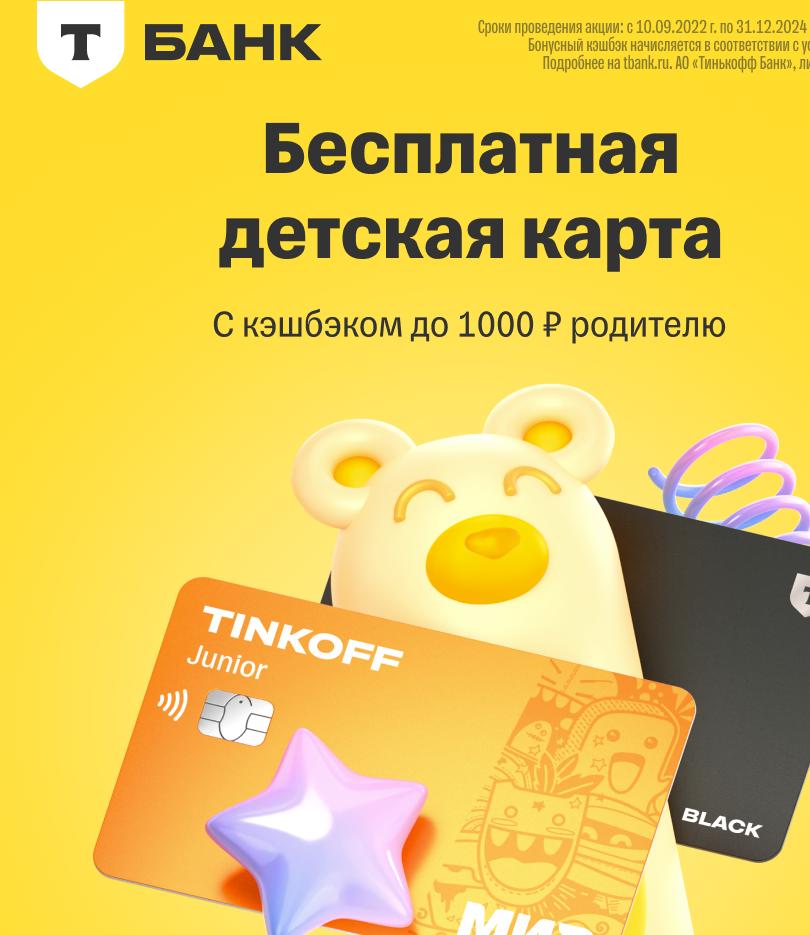 Т БАНК
Сроки проведения акции: с 10.09.2022 г. по 31.12.2024
Бонусный кэшбэк начисляется в соответствии с
Подробнее на tbank.ru. АО «Тинькофф Банк»,
Бесплатная
детская карта
С кэшбэком до 1000 ₽ родителю
TINKOFF
Junior
BLACK
МИР